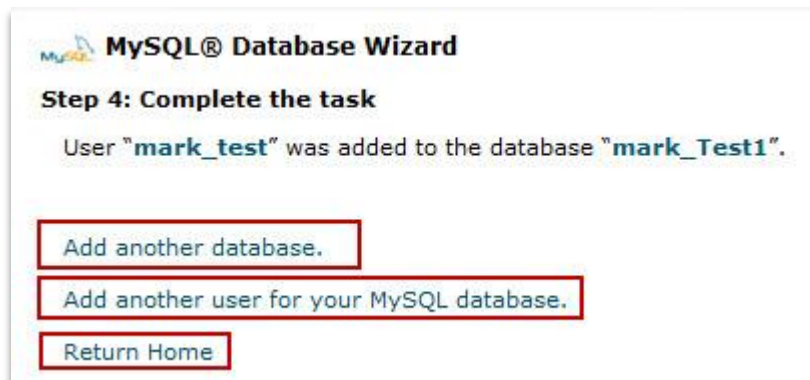 MySQL MySQL® Database Wizard
Step 4: Complete the task
User “mark_test” was added to the database “mark_Test1”.
Add another database.
Add another user for your MySQL database.
Return Home